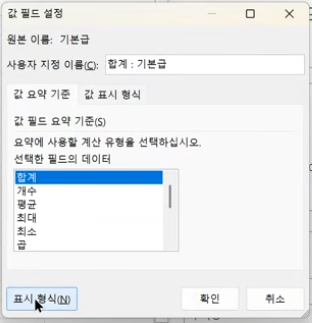 값 필드 설정
원본 이름: 기본급
사용자 지정 이름(C): 합계 : 기본급
값 요약 기준 값 표시 형식
값 필드 요약 기준(S)
요약에 사용할 계산 유형을 선택하십시오.
선택한 필드의 데이터
합계
개수
평균
최대
최소
곱
표시 형식(N) 확인 취소